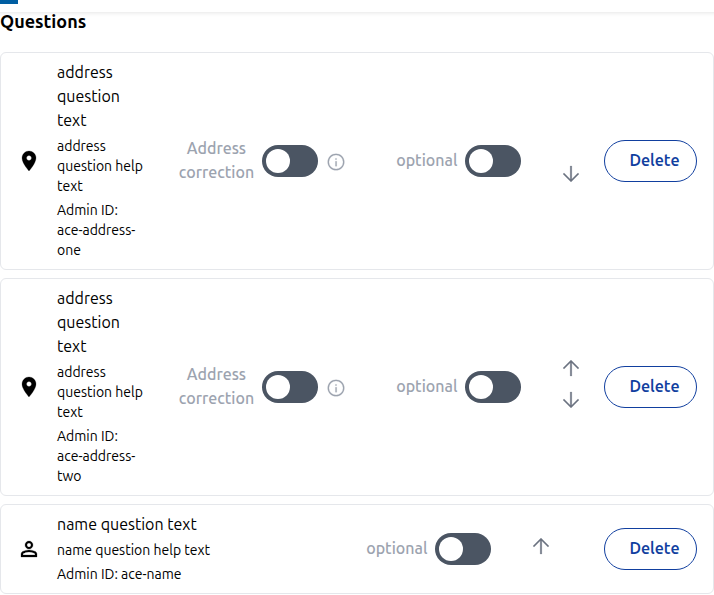 Questions
address
question
text
address
question help
text
Admin ID:
ace-address-
one
Address
correction
optional
Delete
address
question
text
address
question help
text
Admin ID:
ace-address-
two
Address
correction
optional
Delete
name question text
name question help text
Admin ID: ace-name
optional
Delete